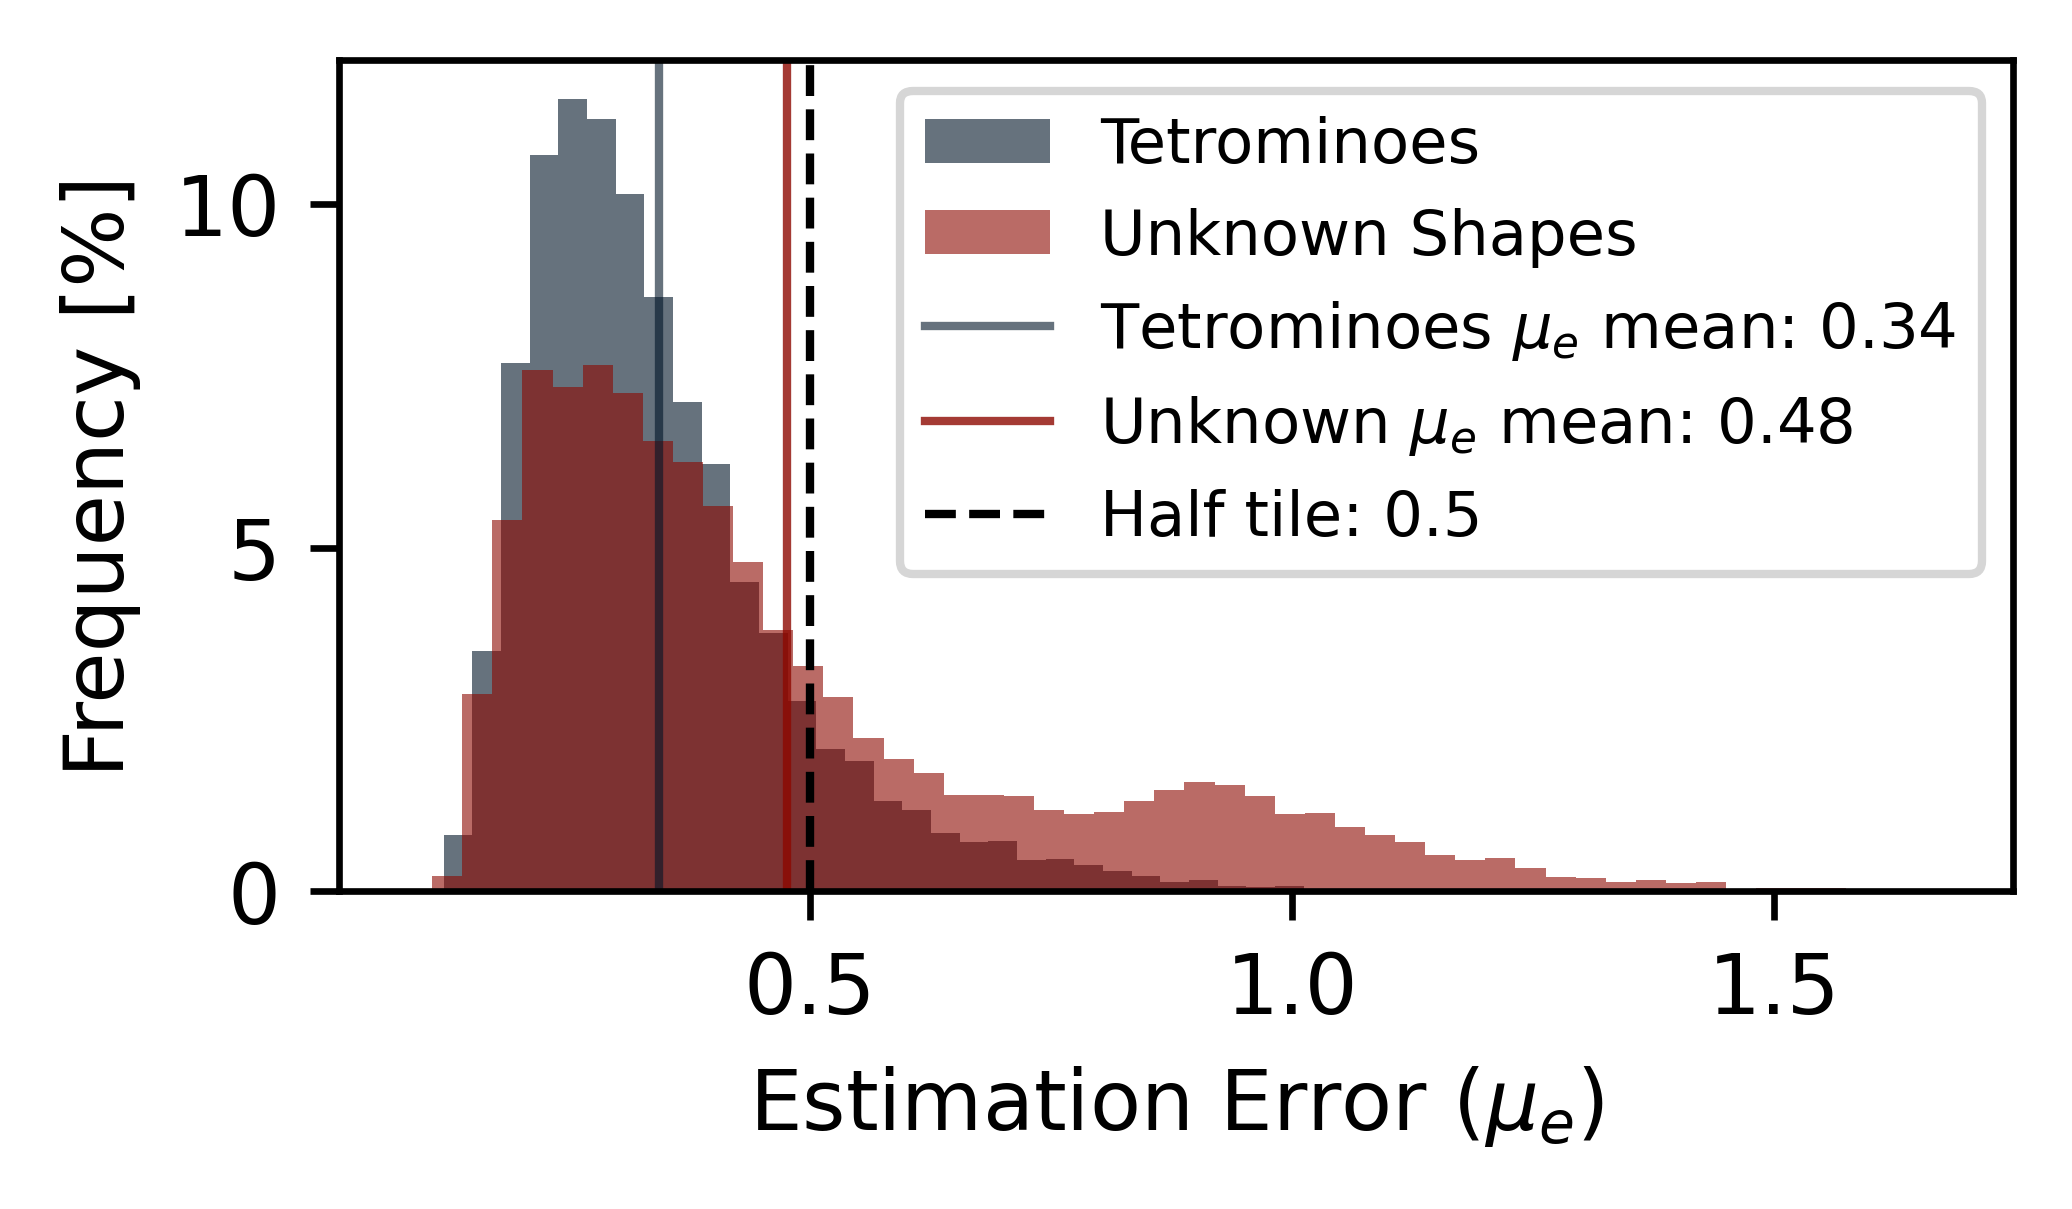 Frequency [%]
10
5
0
Tetrominoes
Unknown Shapes
Tetrominoes μₑ mean: 0.34
Unknown μₑ mean: 0.48
Half tile: 0.5
0.5 1.0 1.5
Estimation Error (μₑ)